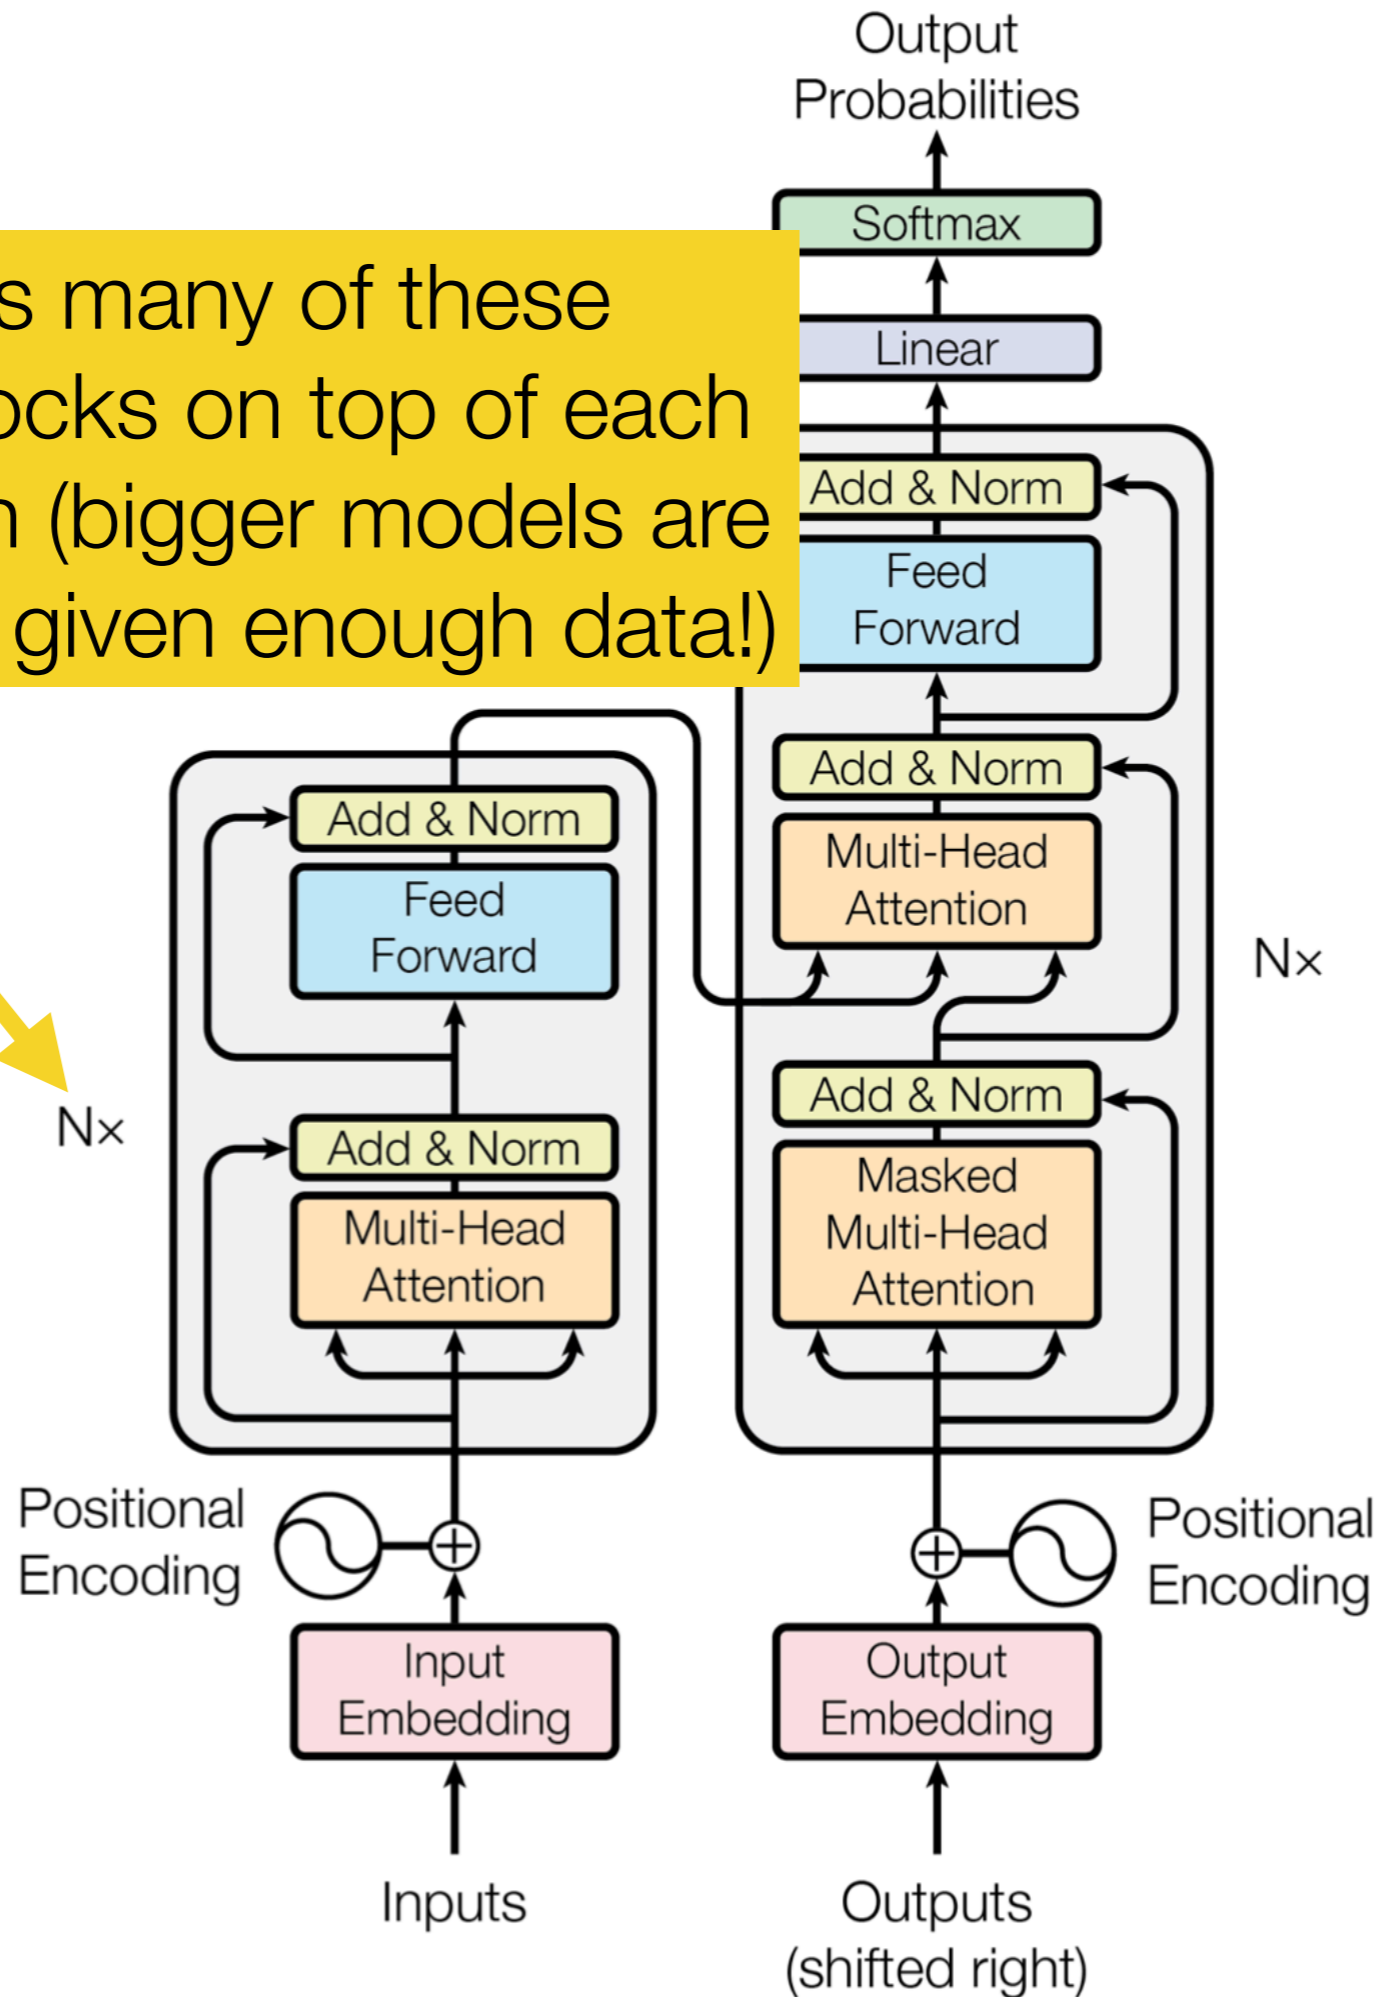 Output
Probabilities
Softmax
s many of these
ocks on top of each
(bigger models are
given enough data!)
Linear
Add & Norm
Feed
Forward
Add & Norm
Multi-Head
Attention
Nx
Add & Norm
Masked
Multi-Head
Attention
Add & Norm
Feed
Forward
Nx
Add & Norm
Multi-Head
Attention
Positional
Encoding
Positional
Encoding
Input
Embedding
Output
Embedding
Inputs
Outputs
(shifted right)